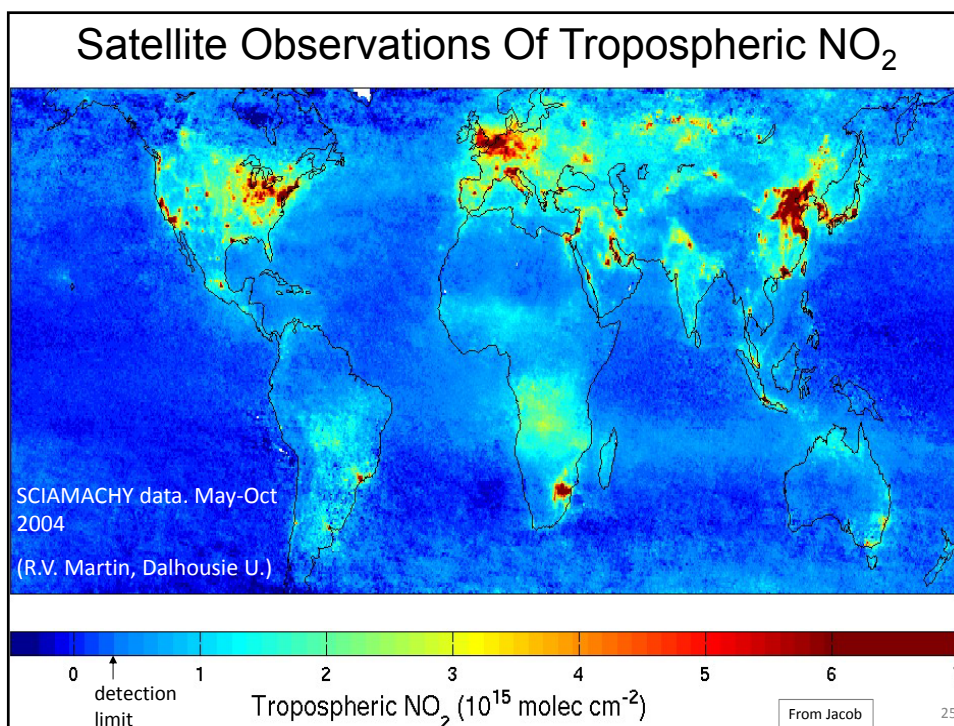 Satellite Observations Of Tropospheric NO₂
SCIAMACHY data. May-Oct
2004
(R.V. Martin, Dalhousie U.)
0 1 2 3 4 5 6
detection
limit
Tropospheric NO₂ (10¹⁵ molec cm⁻²)
From Jacob
25